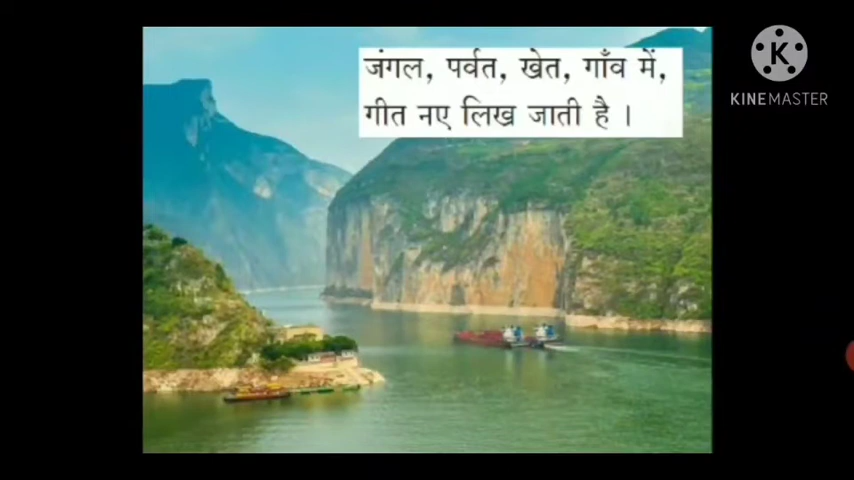 जंगल, पर्वत, खेत, गाँव में,
गीत नए लिख जाती है ।
KINEMASTER